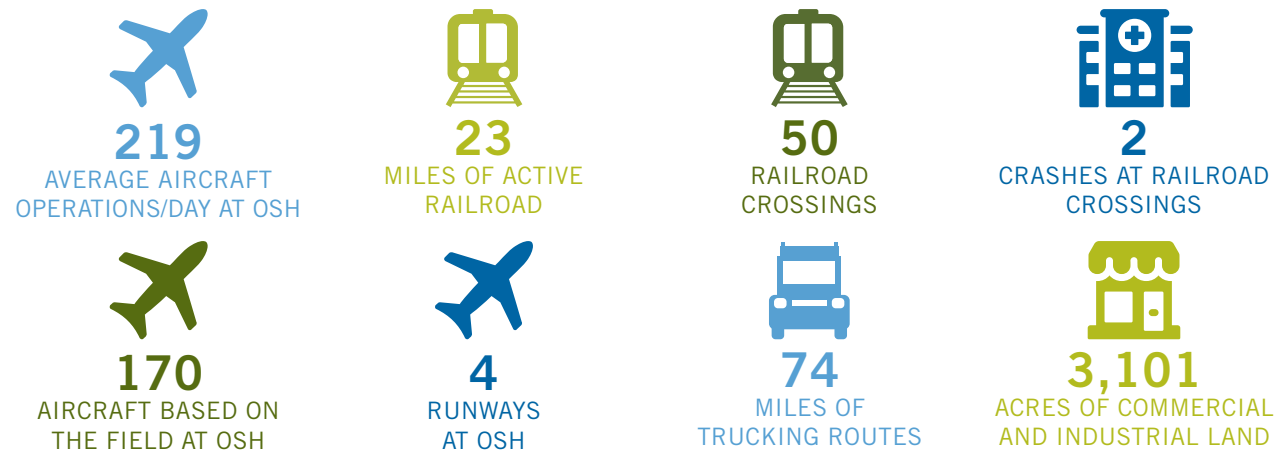 219
AVERAGE AIRCRAFT
OPERATIONS/DAY AT OSH
23
MILES OF ACTIVE
RAILROAD
50
RAILROAD
CROSSINGS
2
CRASHES AT RAILROAD
CROSSINGS
170
AIRCRAFT BASED ON
THE FIELD AT OSH
4
RUNWAYS
AT OSH
74
MILES OF
TRUCKING ROUTES
3,101
ACRES OF COMMERCIAL
AND INDUSTRIAL LAND